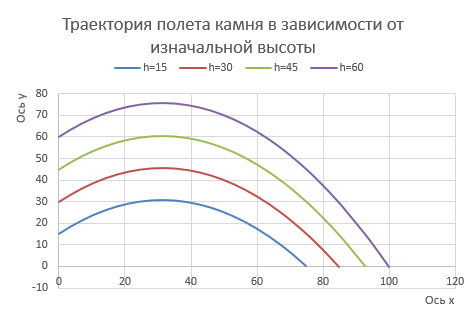 Траектория полета камня в зависимости от
изначальной высоты
h=15 h=30 h=45 h=60
Ось y
80
70
60
50
40
30
20
10
0
-10
0 20 40 60 80 100 120
Ось x